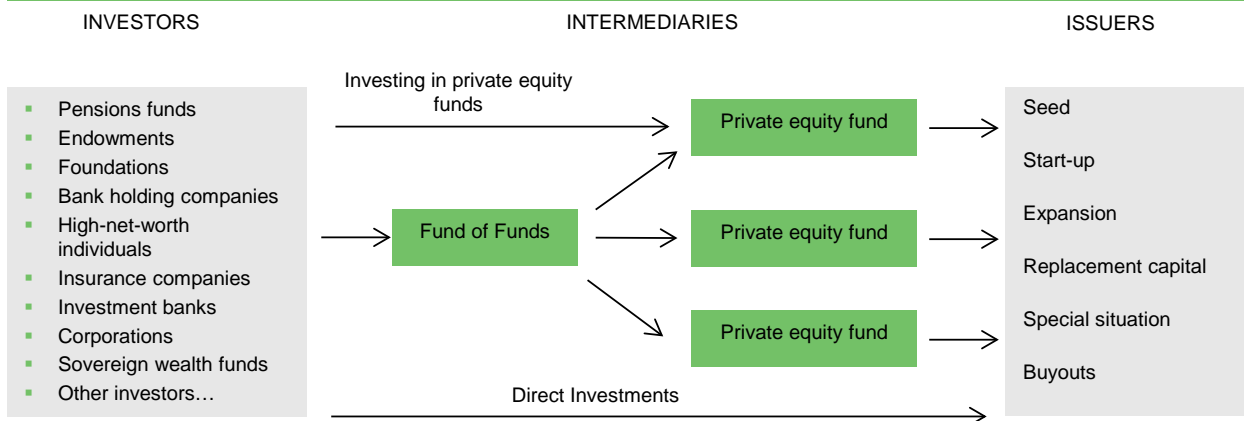 INVESTORS
INTERMEDIARIES
ISSUERS
Pensions funds
Endowments
Foundations
Bank holding companies
High-net-worth
individuals
Insurance companies
Investment banks
Corporations
Sovereign wealth funds
Other investors…
Investing in private equity
funds
Fund of Funds
Private equity fund
Private equity fund
Private equity fund
Direct Investments
Seed
Start-up
Expansion
Replacement capital
Special situation
Buyouts